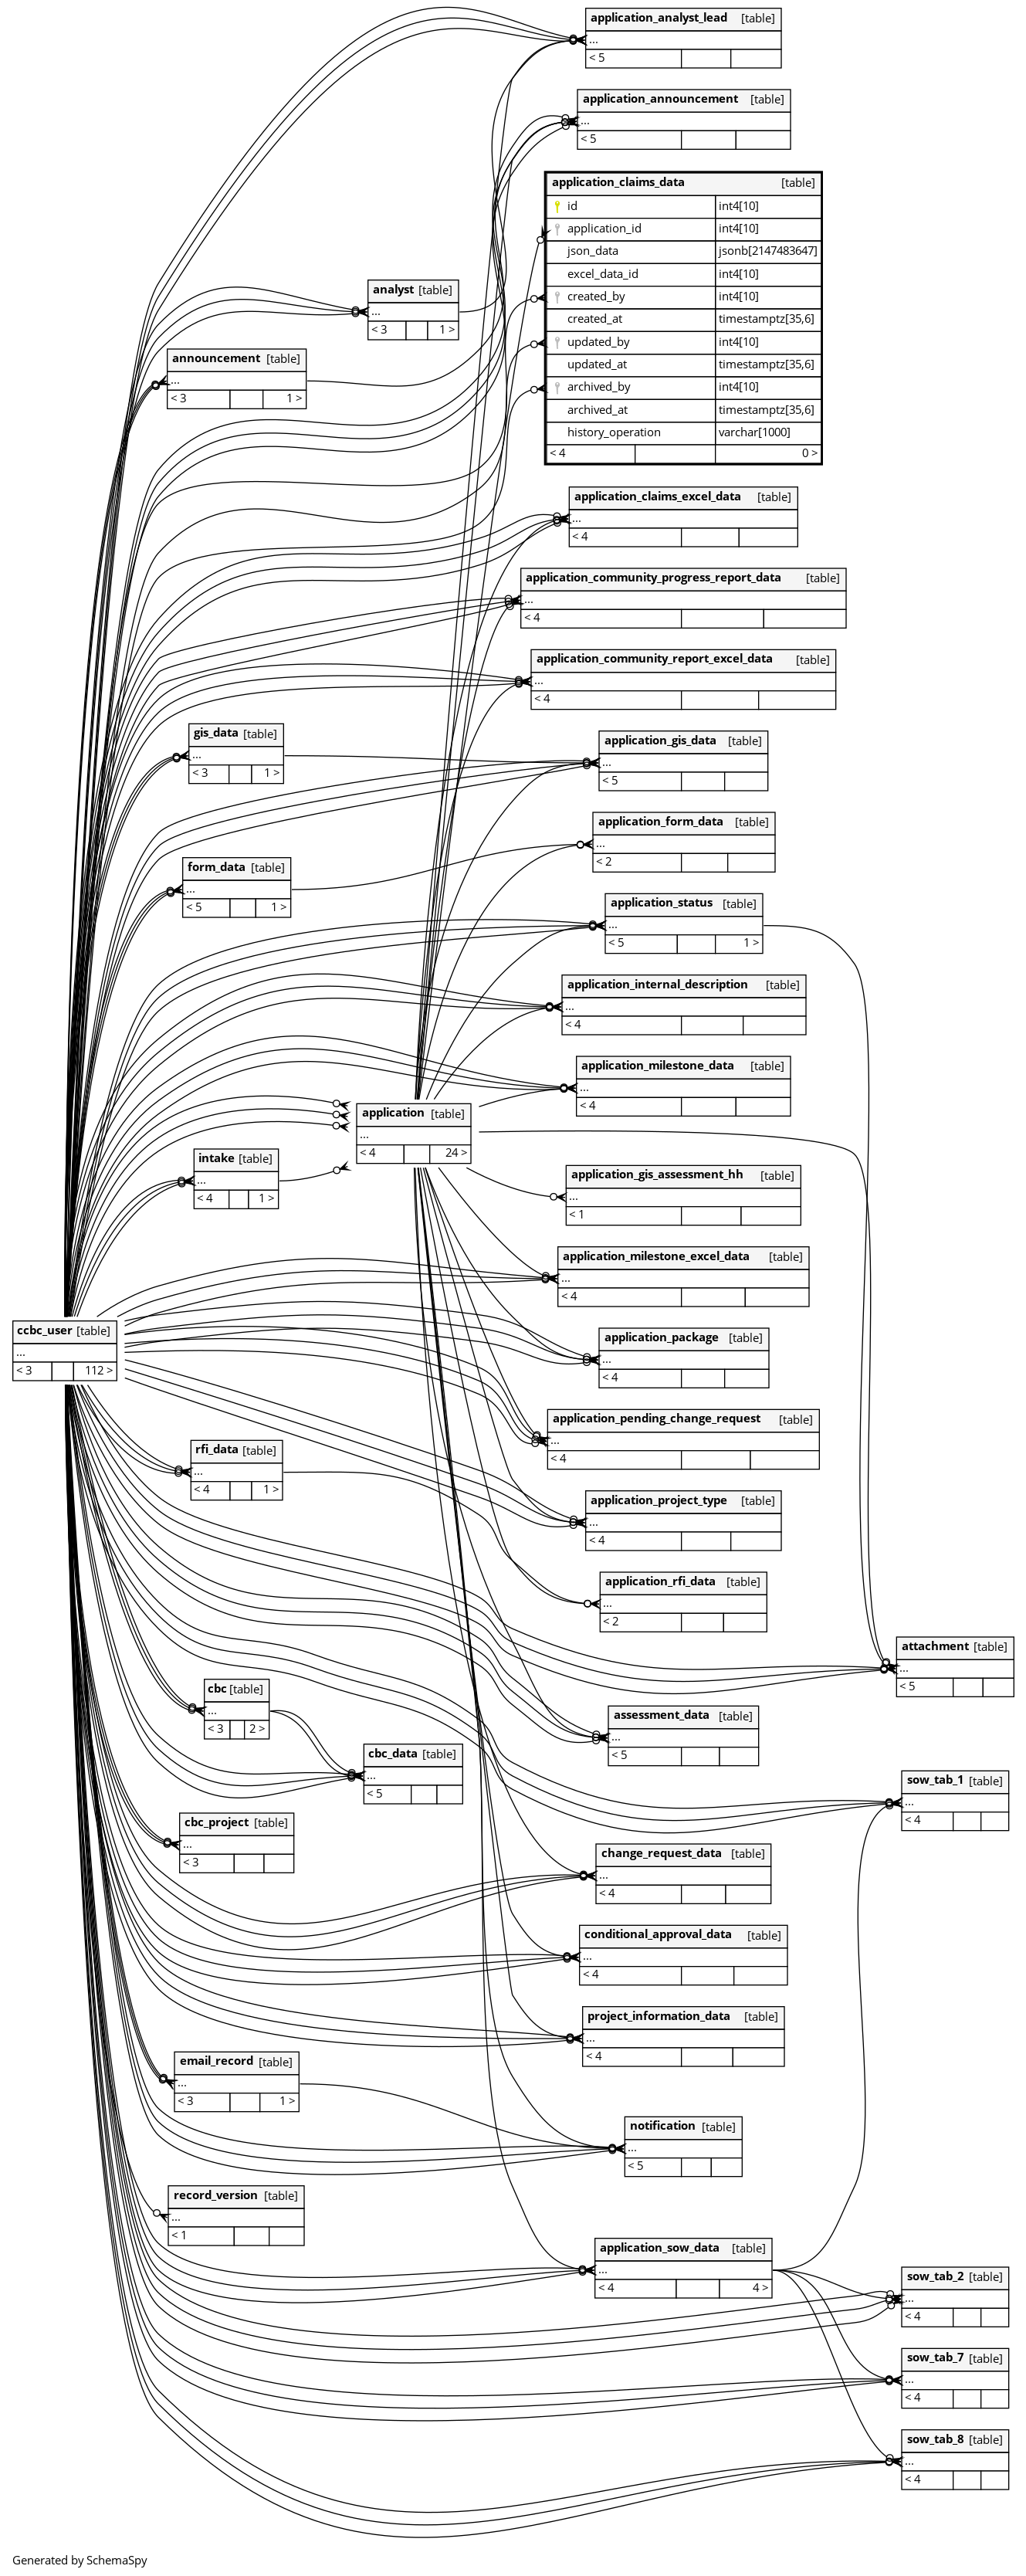 application_analyst_lead [table]
...
< 5
application_announcement [table]
...
< 5
application_claims_data [table]
id int4[10]
application_id int4[10]
json_data jsonb[2147483647]
excel_data_id int4[10]
created_by int4[10]
created_at timestamptz[35,6]
updated_by int4[10]
updated_at timestamptz[35,6]
archived_by int4[10]
archived_at timestamptz[35,6]
history_operation varchar[1000]
< 4 0 >
analyst [table]
...
< 3 1 >
announcement [table]
...
< 3 1 >
application_claims_excel_data [table]
...
< 4
application_community_progress_report_data [table]
...
< 4
application_community_report_excel_data [table]
...
< 4
gis_data [table]
...
< 3 1 >
application_gis_data [table]
...
< 5
application_form_data [table]
...
< 2
form_data [table]
...
< 5 1 >
application_status [table]
...
< 5 1 >
application_internal_description [table]
...
< 4
application_milestone_data [table]
...
< 4
application [table]
...
< 4 24 >
intake [table]
...
< 4 1 >
application_gis_assessment_hh [table]
...
< 1
application_milestone_excel_data [table]
...
< 4
ccbc_user [table]
...
< 3 112 >
application_package [table]
...
< 4
application_pending_change_request [table]
...
< 4
rfi_data [table]
...
< 4 1 >
application_project_type [table]
...
< 4
application_rfi_data [table]
...
< 2
attachment [table]
...
< 5
cbc [table]
...
< 3 2 >
assessment_data [table]
...
< 5
cbc_data [table]
...
< 5
sow_tab_1 [table]
...
< 4
cbc_project [table]
...
< 3
change_request_data [table]
...
< 4
conditional_approval_data [table]
...
< 4
project_information_data [table]
...
< 4
email_record [table]
...
< 3 1 >
notification [table]
...
< 5
record_version [table]
...
< 1
application_sow_data [table]
...
< 4 4 >
sow_tab_2 [table]
...
< 4
sow_tab_7 [table]
...
< 4
sow_tab_8 [table]
...
< 4
Generated by SchemaSpy